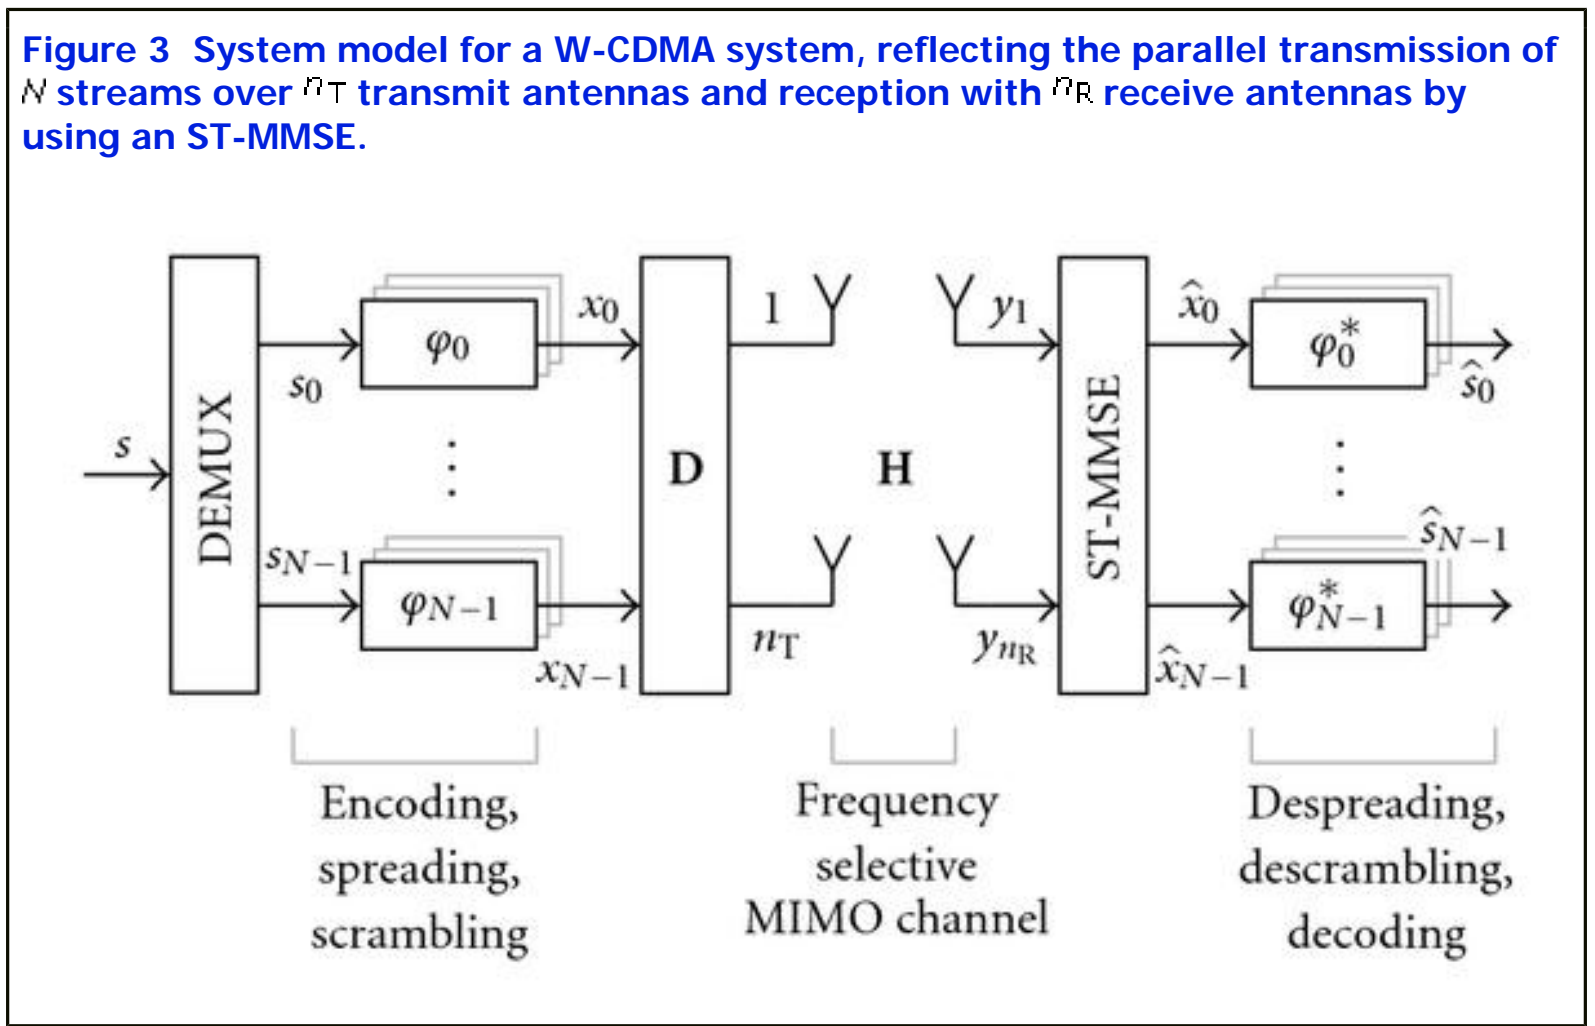 Figure 3 System model for a W-CDMA system, reflecting the parallel transmission of
N streams over nT transmit antennas and reception with nR receive antennas by
using an ST-MMSE.
s
DEMUX
s0
φ0
x0
sN−1
φN−1
xN−1
D
1
nT
H
y1
ynR
ST-MMSE
x̂0
φ0*
ŝ0
x̂N−1
φ*N−1
ŝN−1
Encoding,
spreading,
scrambling
Frequency
selective
MIMO channel
Despreading,
descrambling,
decoding